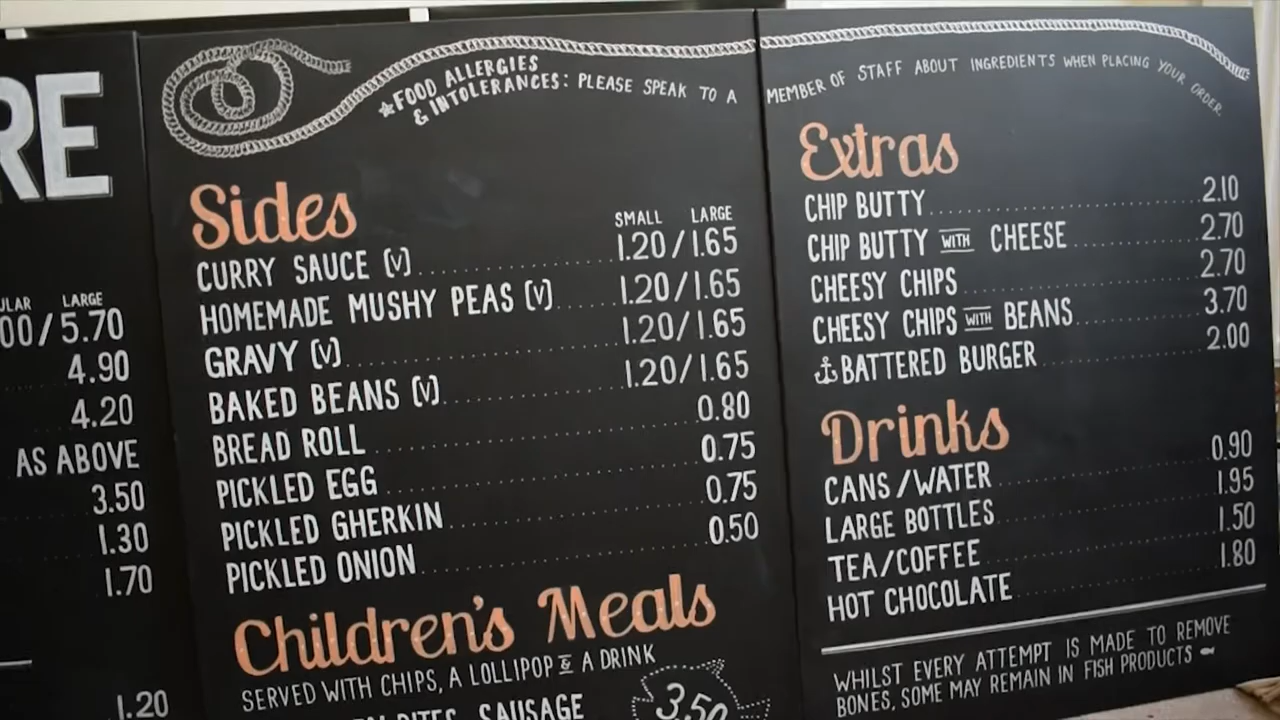 RE
LARGE
5.70
4.90
4.20
AS ABOVE
3.50
1.30
1.70
1.20
*FOOD ALLERGIES
& INTOLERANCES: PLEASE SPEAK TO A MEMBER OF STAFF ABOUT INGREDIENTS WHEN PLACING YOUR ORDER.
Sides
SMALL LARGE
CURRY SAUCE (V) 1.20/1.65
HOMEMADE MUSHY PEAS (V) 1.20/1.65
GRAVY (V) 1.20/1.65
BAKED BEANS (V) 1.20/1.65
BREAD ROLL 0.80
PICKLED EGG 0.75
PICKLED GHERKIN 0.75
PICKLED ONION 0.50
Children's Meals
SERVED WITH CHIPS, A LOLLIPOP & A DRINK
SAUSAGE
3.50
Extras
CHIP BUTTY 2.10
CHIP BUTTY WITH CHEESE 2.70
CHEESY CHIPS 2.70
CHEESY CHIPS WITH BEANS 3.70
BATTERED BURGER 2.00
Drinks
CANS/WATER 0.90
LARGE BOTTLES 1.95
TEA/COFFEE 1.50
HOT CHOCOLATE 1.80
WHILST EVERY ATTEMPT IS MADE TO REMOVE
BONES, SOME MAY REMAIN IN FISH PRODUCTS